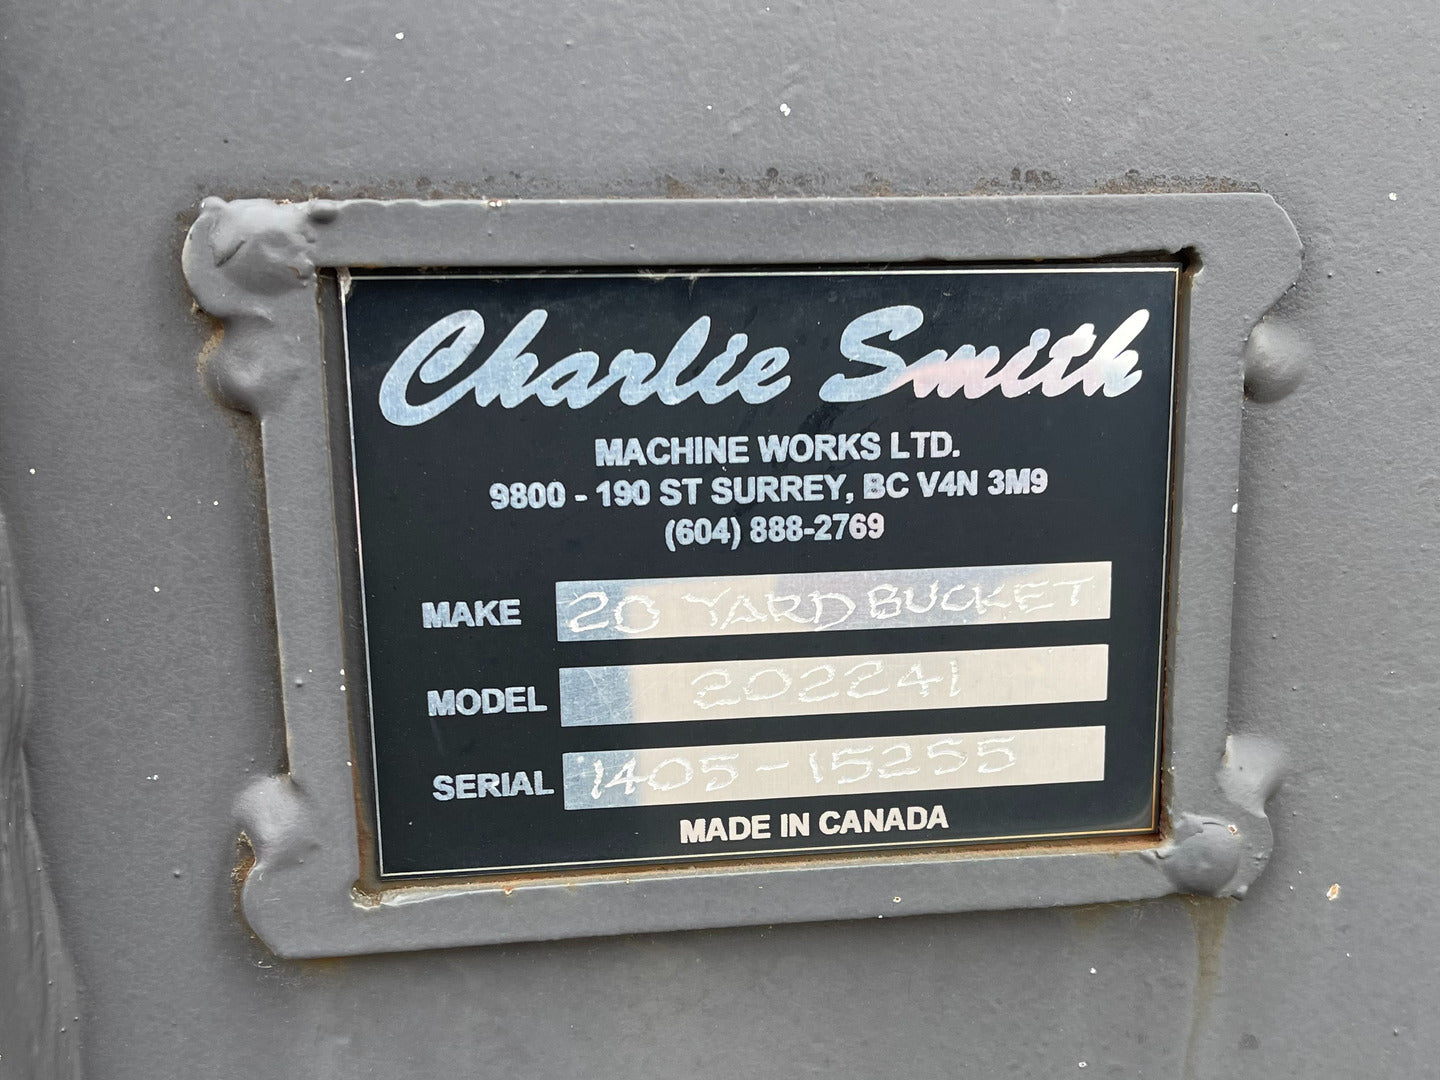 Charlie Smith
MACHINE WORKS LTD.
9800 - 190 ST SURREY, BC V4N 3M9
(604) 888-2769
MAKE 20 YARD BUCKET
MODEL 202241
SERIAL 1405-15255
MADE IN CANADA